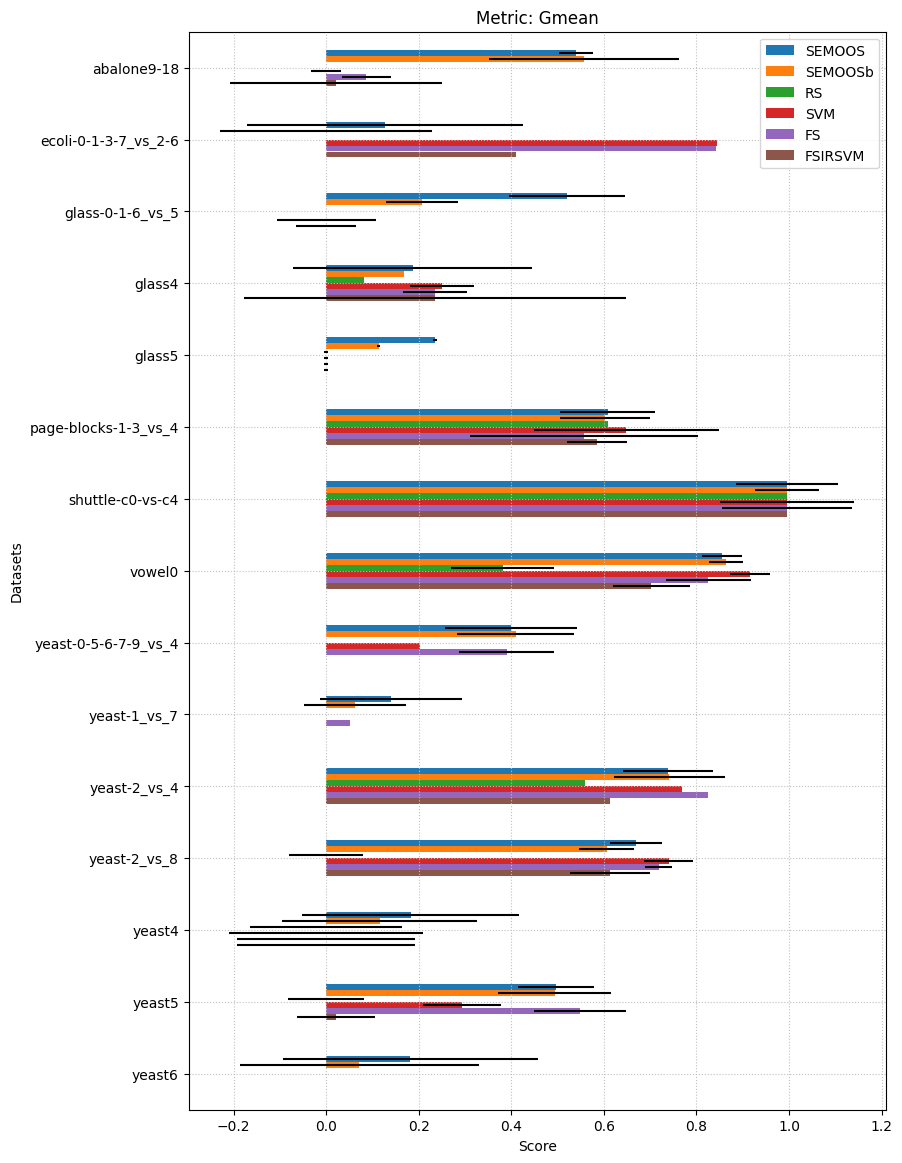 Metric: Gmean
SEMOOS
SEMOOSb
RS
SVM
FS
FSIRSVM
Datasets
abalone9-18
ecoli-0-1-3-7_vs_2-6
glass-0-1-6_vs_5
glass4
glass5
page-blocks-1-3_vs_4
shuttle-c0-vs-c4
vowel0
yeast-0-5-6-7-9_vs_4
yeast-1_vs_7
yeast-2_vs_4
yeast-2_vs_8
yeast4
yeast5
yeast6
−0.2 0.0 0.2 0.4 0.6 0.8 1.0 1.2
Score